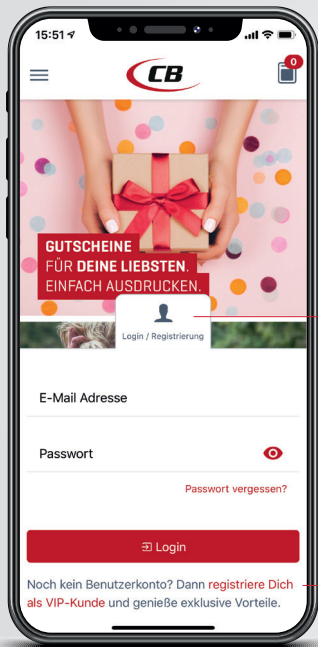 15:51
CB
0
GUTSCHEINE
FÜR DEINE LIEBSTEN.
EINFACH AUSDRUCKEN.
Login / Registrierung
E-Mail Adresse
Passwort
Passwort vergessen?
Login
Noch kein Benutzerkonto? Dann registriere Dich
als VIP-Kunde und genieße exklusive Vorteile.